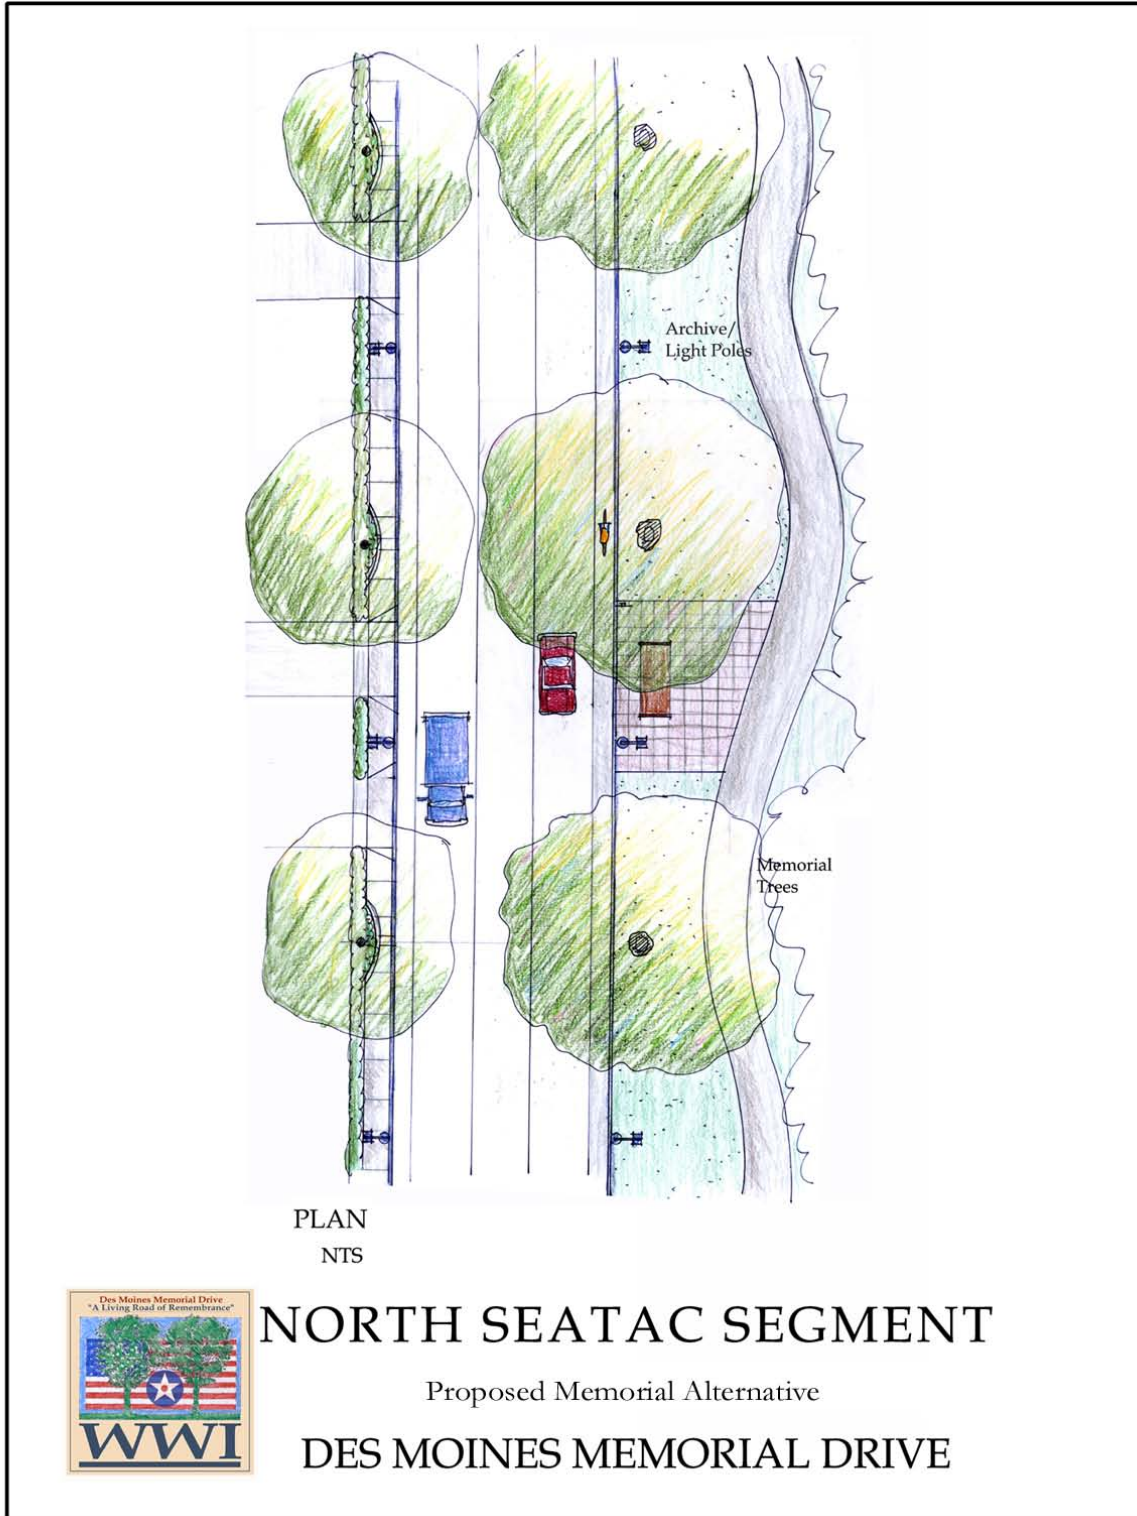 Archive/
Light Poles
Memorial
Trees
PLAN
NTS
Des Moines Memorial Drive
"A Living Road of Remembrance"
WWI
NORTH SEATAC SEGMENT
Proposed Memorial Alternative
DES MOINES MEMORIAL DRIVE